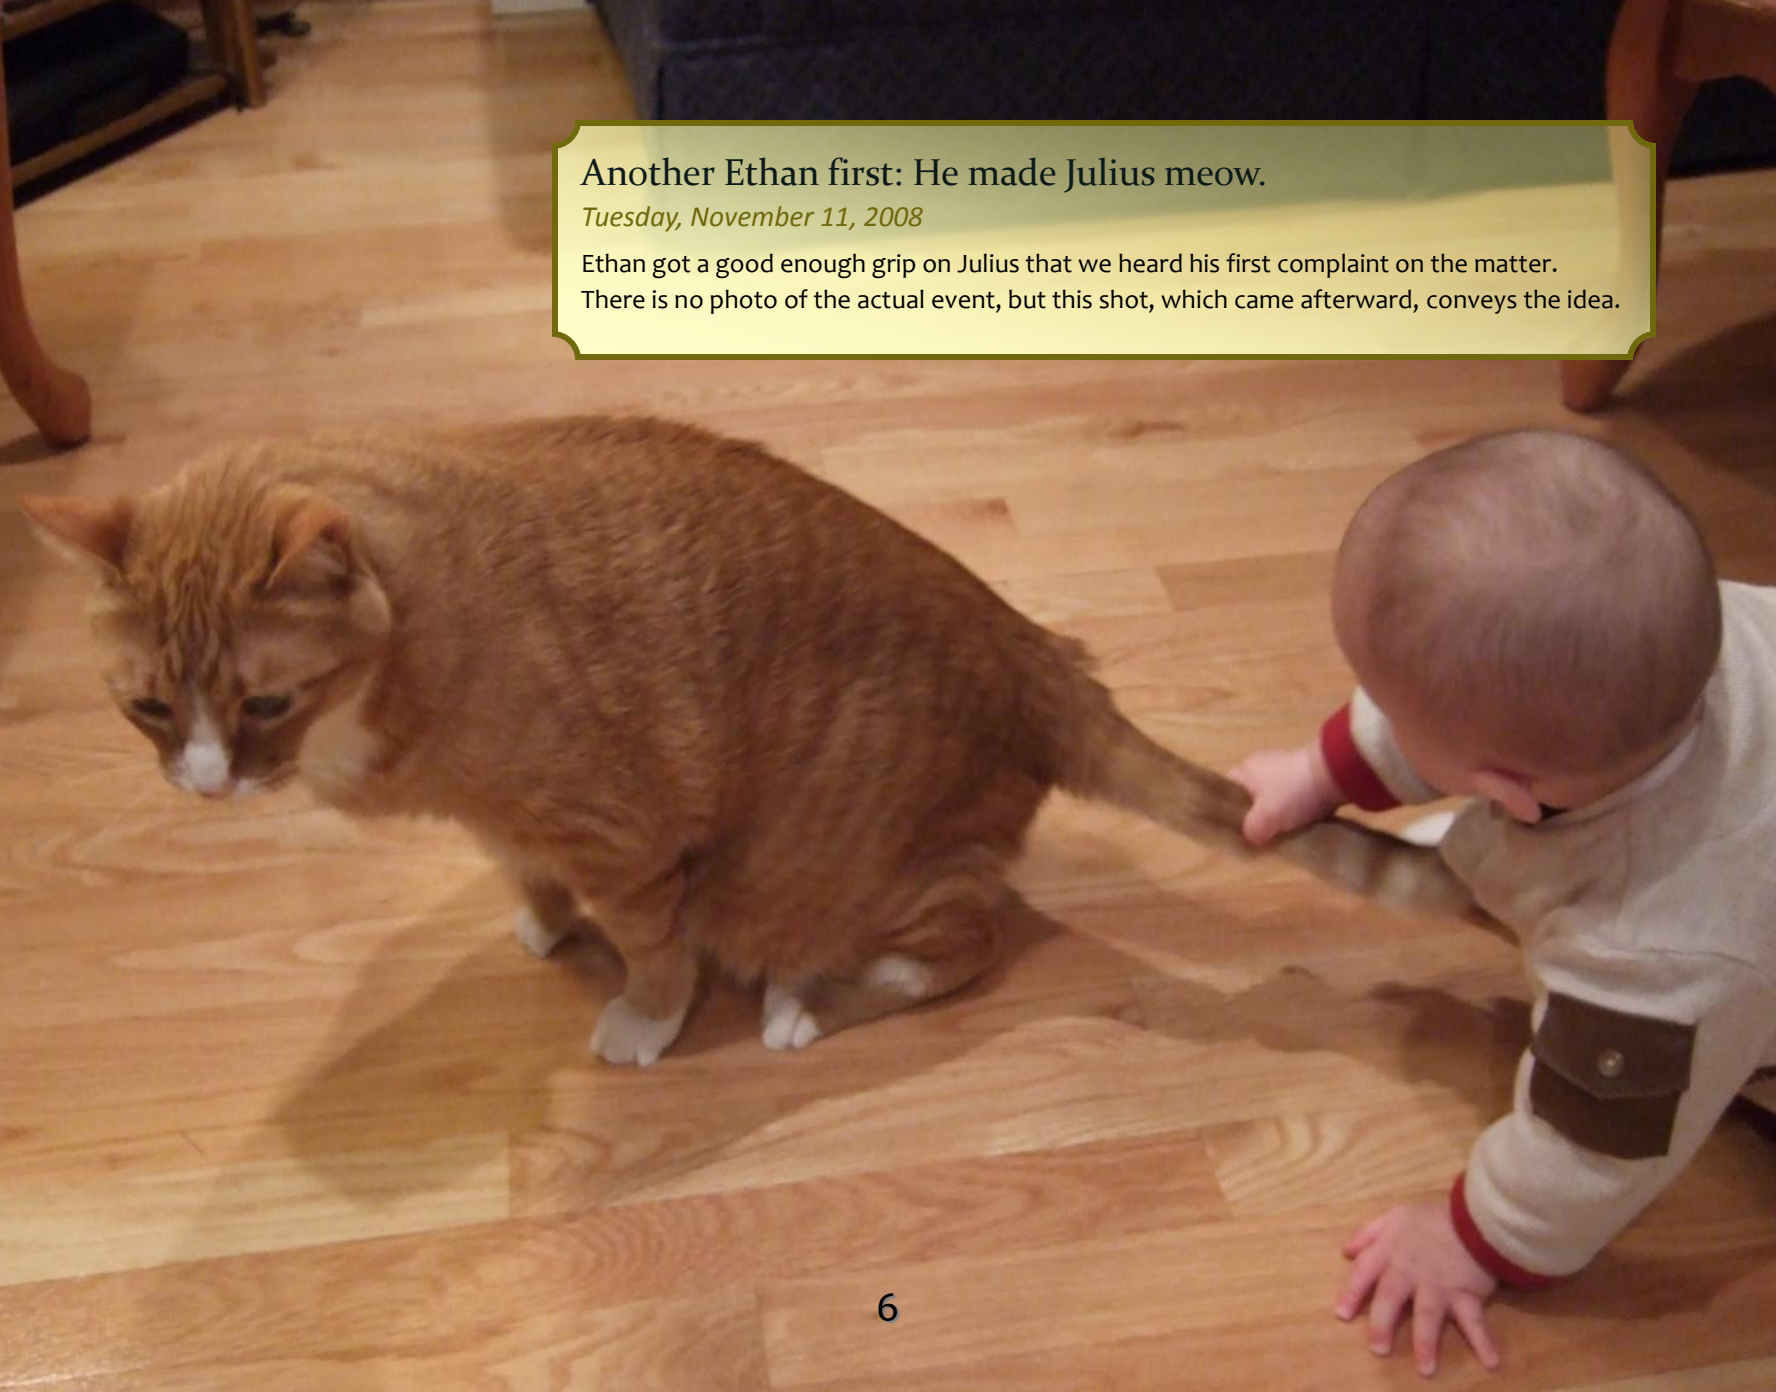 Another Ethan first: He made Julius meow.
Tuesday, November 11, 2008
Ethan got a good enough grip on Julius that we heard his first complaint on the matter.
There is no photo of the actual event, but this shot, which came afterward, conveys the idea.
6